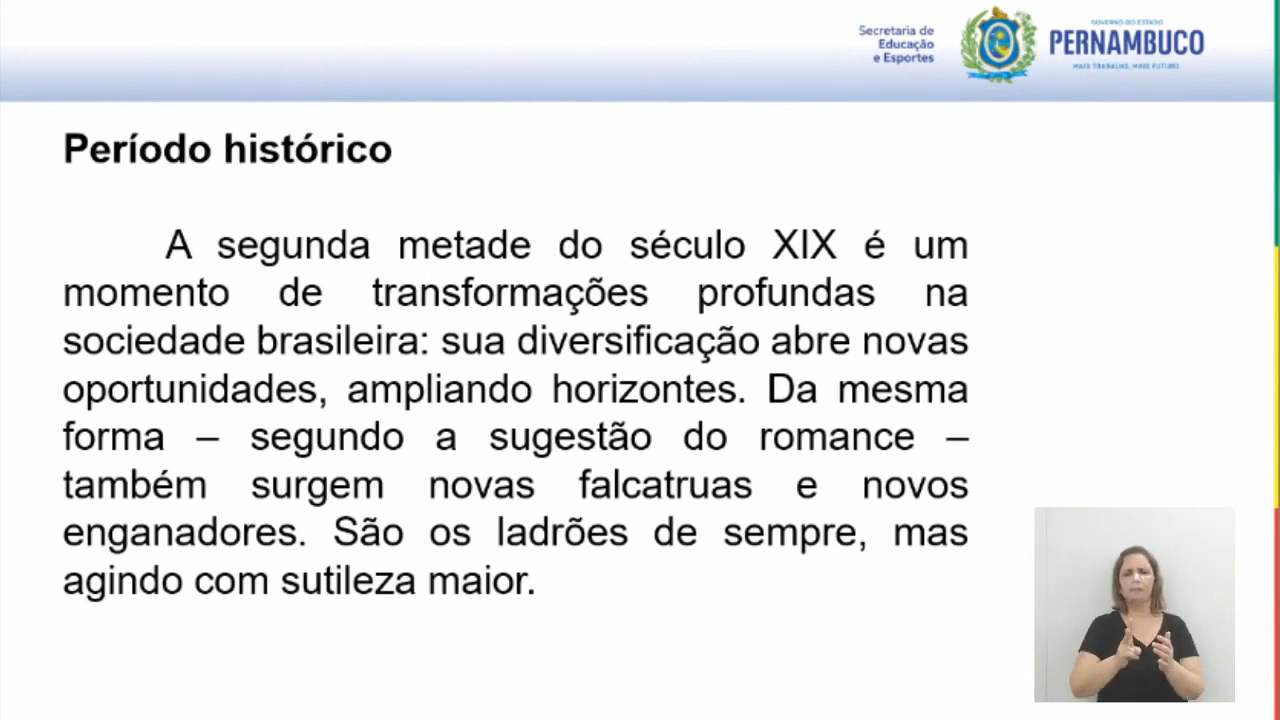 Secretaria de
Educação
e Esportes
GOVERNO DO ESTADO
PERNAMBUCO
MAIS TRABALHO, MAIS FUTURO.
Período histórico
A segunda metade do século XIX é um
momento de transformações profundas na
sociedade brasileira: sua diversificação abre novas
oportunidades, ampliando horizontes. Da mesma
forma – segundo a sugestão do romance –
também surgem novas falcatruas e novos
enganadores. São os ladrões de sempre, mas
agindo com sutileza maior.